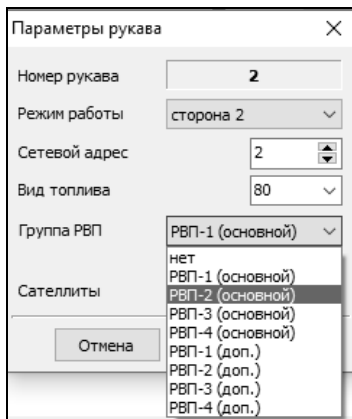 Параметры рукава
Номер рукава 2
Режим работы сторона 2
Сетевой адрес 2
Вид топлива 80
Группа РВП РВП-1 (основной)
нет
РВП-1 (основной)
Сателлиты РВП-2 (основной)
РВП-3 (основной)
РВП-4 (основной)
Отмена РВП-1 (доп.)
РВП-2 (доп.)
РВП-3 (доп.)
РВП-4 (доп.)